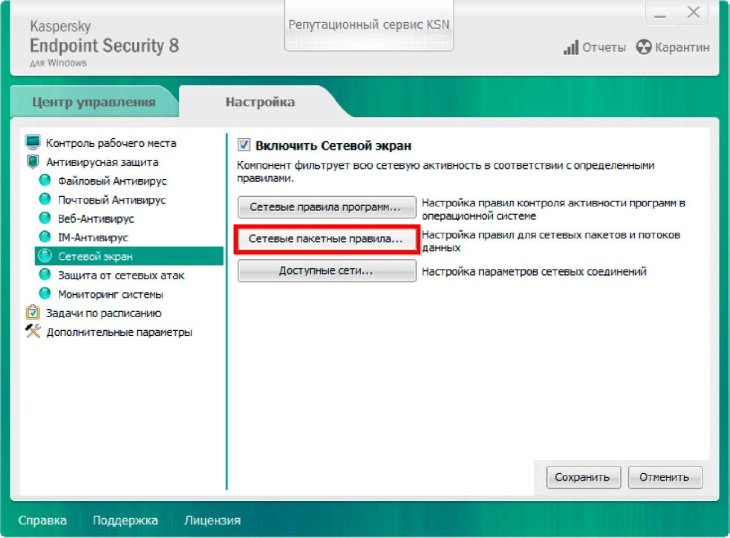 Kaspersky
Endpoint Security 8
для Windows
Репутационный сервис KSN
Отчеты
Карантин
Центр управления
Настройка
Контроль рабочего места
Антивирусная защита
Файловый Антивирус
Почтовый Антивирус
Веб-Антивирус
IM-Антивирус
Сетевой экран
Защита от сетевых атак
Мониторинг системы
Задачи по расписанию
Дополнительные параметры
Включить Сетевой экран
Компонент фильтрует всю сетевую активность в соответствии с определенными
правилами.
Сетевые правила программ...
Настройка правил контроля активности программ в
операционной системе
Сетевые пакетные правила...
Настройка правил для сетевых пакетов и потоков
данных
Доступные сети...
Настройка параметров сетевых соединений
Сохранить
Отменить
Справка
Поддержка
Лицензия